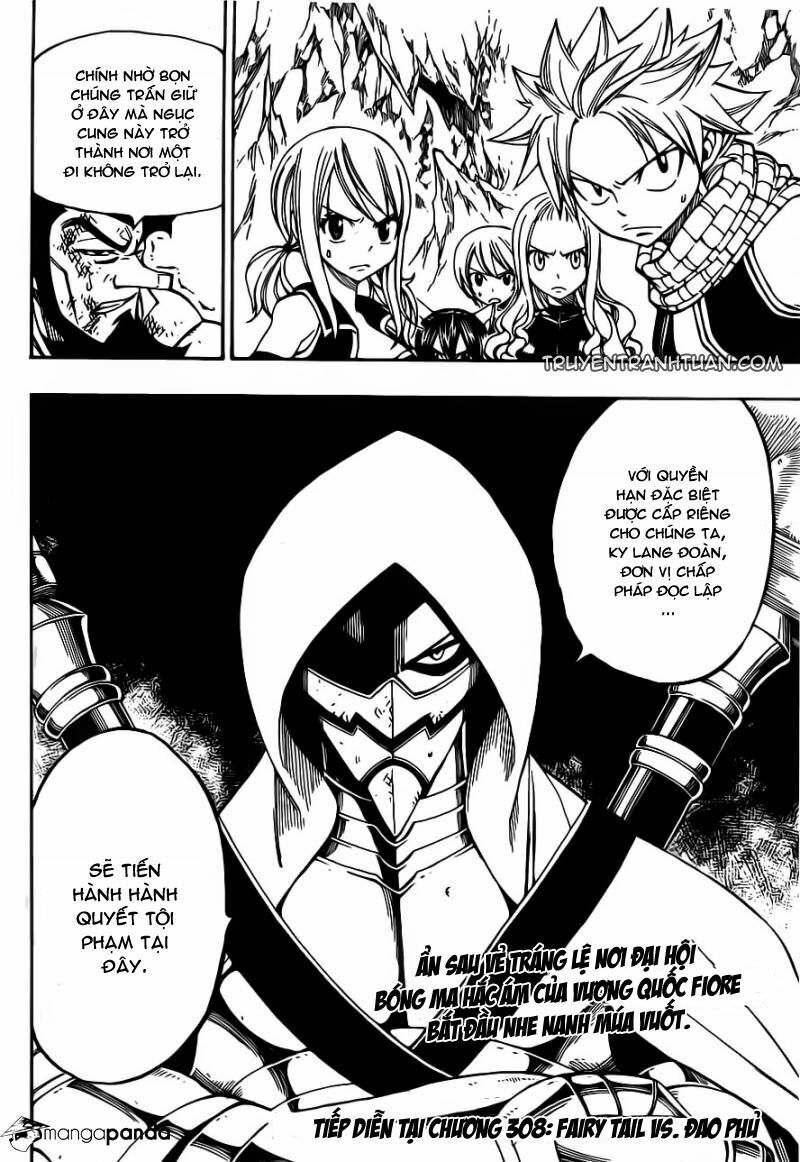 CHÍNH NHỜ BỌN
CHÚNG TRẤN GIỮ
Ở ĐÂY MÀ NGỤC
CUNG NÀY TRỞ
THÀNH NƠI MỘT
ĐI KHÔNG TRỞ LẠI.
TRUYENTRANHTUAN.COM
VỚI QUYỀN
HẠN ĐẶC BIỆT
ĐƯỢC CẤP RIÊNG
CHO CHÚNG TA,
KY LANG ĐOÀN,
ĐƠN VỊ CHẤP
PHÁP ĐỌC LẬP
...
SẼ TIẾN
HÀNH HÀNH
QUYẾT TỘI
PHẠM TẠI
ĐÂY.
ẨN SAU VẺ TRÁNG LỆ NƠI ĐẠI HỘI
BÓNG MA HẮC ÁM CỦA VƯƠNG QUỐC FIORE
BẮT ĐẦU NHE NANH MÚA VUỐT.
TIẾP DIỄN TẠI CHƯƠNG 308: FAIRY TAIL VS. ĐAO PHỦ
mangapanda